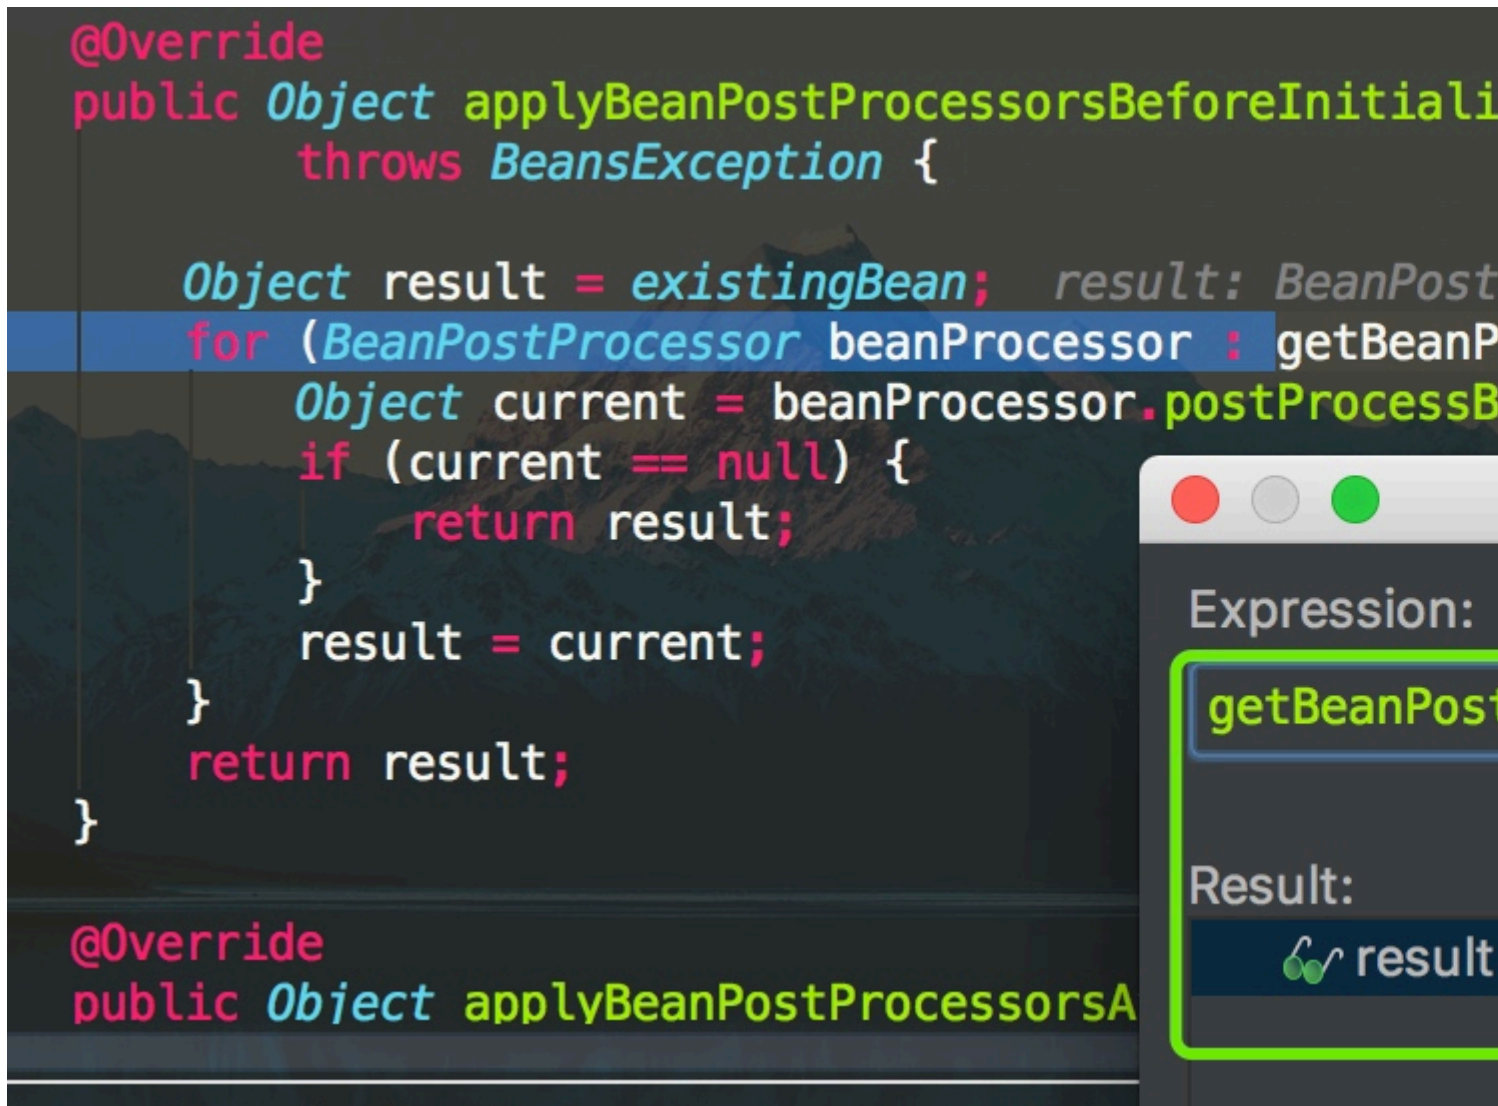 @Override
public Object applyBeanPostProcessorsBeforeInitiali
throws BeansException {
Object result = existingBean; result: BeanPost
for (BeanPostProcessor beanProcessor : getBeanP
Object current = beanProcessor.postProcessB
if (current == null) {
return result;
}
result = current;
}
return result;
}
@Override
public Object applyBeanPostProcessorsA
Expression:
getBeanPost
Result:
result